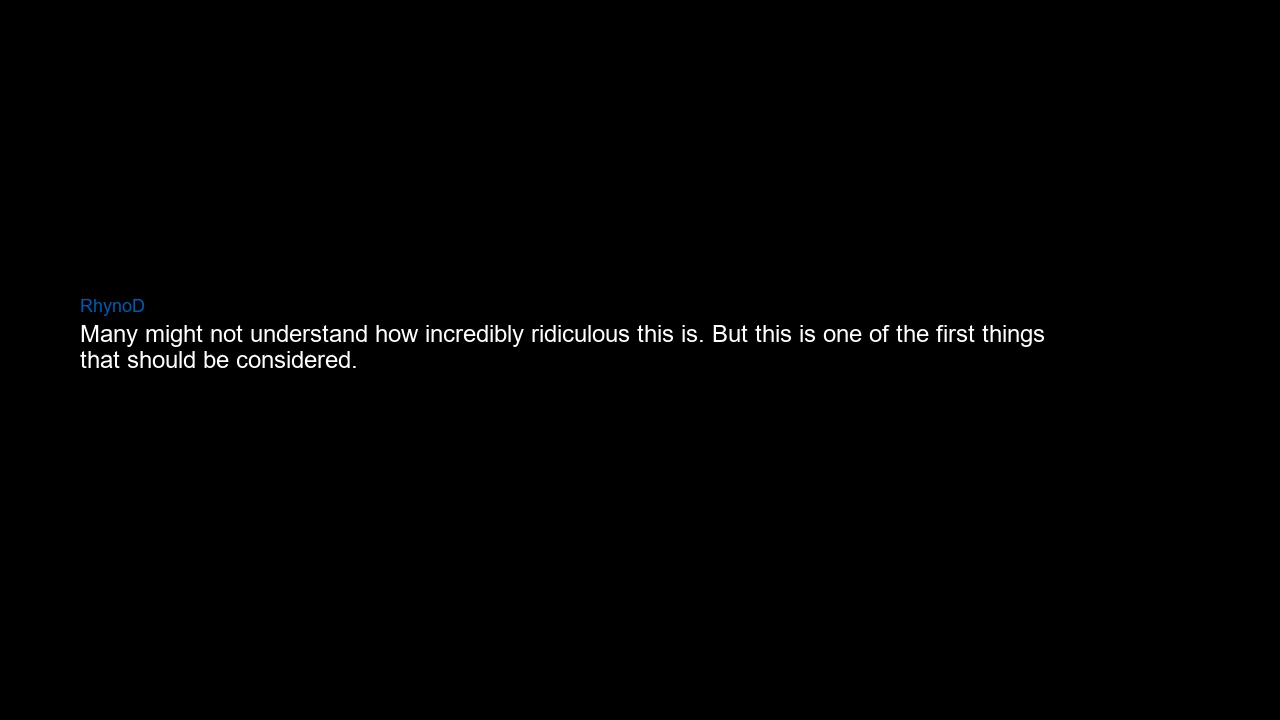 RhynoD
Many might not understand how incredibly ridiculous this is. But this is one of the first things
that should be considered.